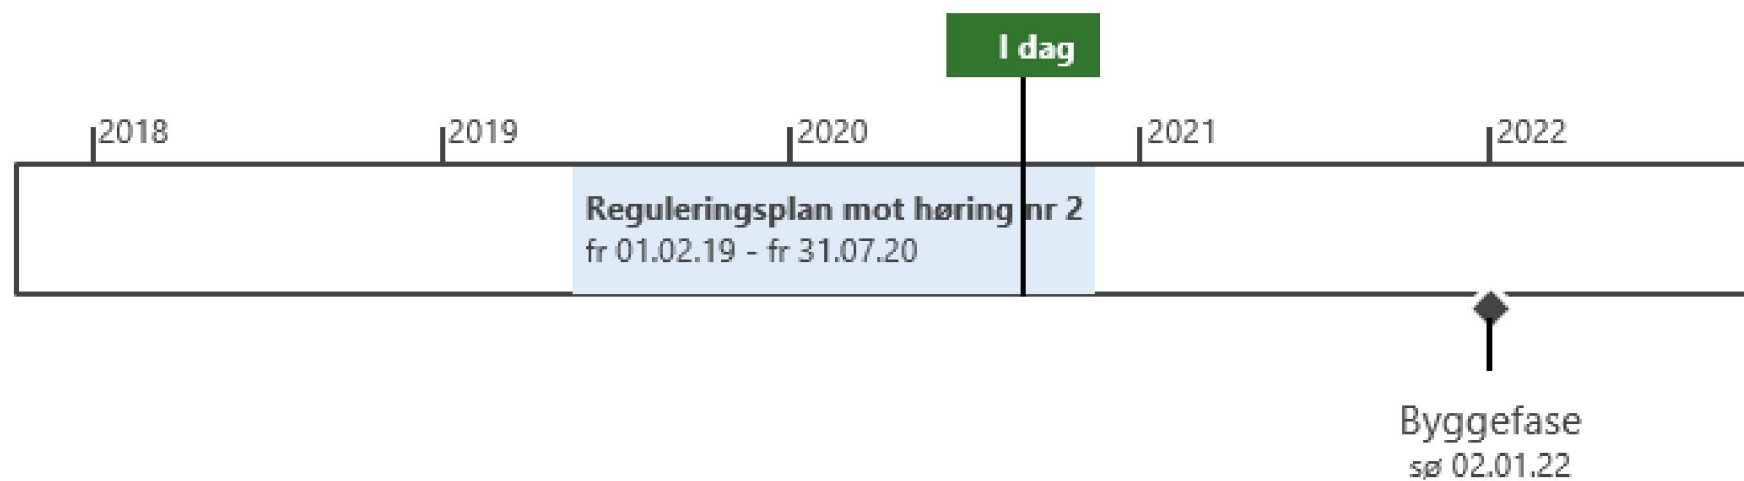 I dag
2018
2019
2020
2021
2022
Reguleringsplan mot høring nr 2
fr 01.02.19 - fr 31.07.20
Byggefase
sø 02.01.22